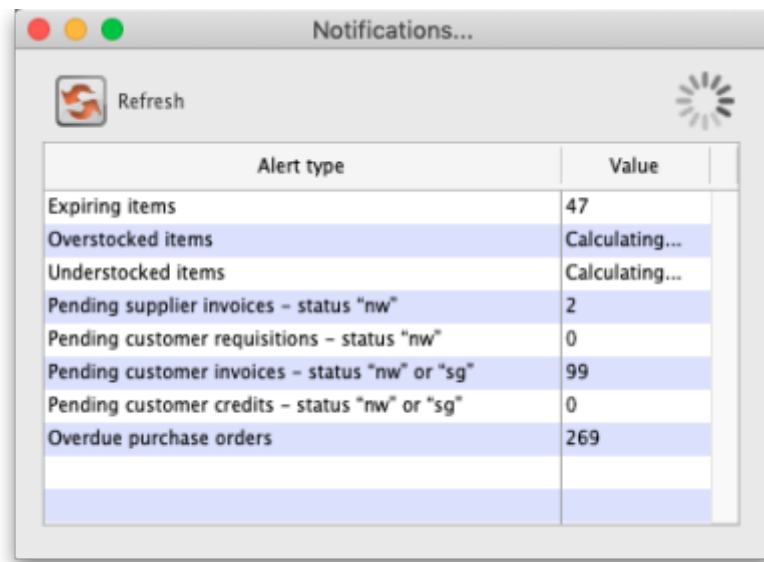 Notifications...
Refresh
Alert type Value
Expiring items 47
Overstocked items Calculating...
Understocked items Calculating...
Pending supplier invoices – status “nw” 2
Pending customer requisitions – status “nw” 0
Pending customer invoices – status “nw” or “sg” 99
Pending customer credits – status “nw” or “sg” 0
Overdue purchase orders 269